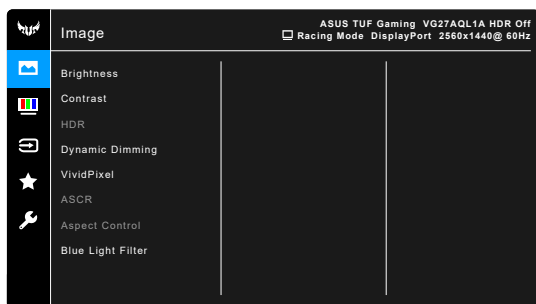 Image
ASUS TUF Gaming VG27AQL1A HDR Off
Racing Mode DisplayPort 2560x1440@ 60Hz
Brightness
Contrast
HDR
Dynamic Dimming
VividPixel
ASCR
Aspect Control
Blue Light Filter